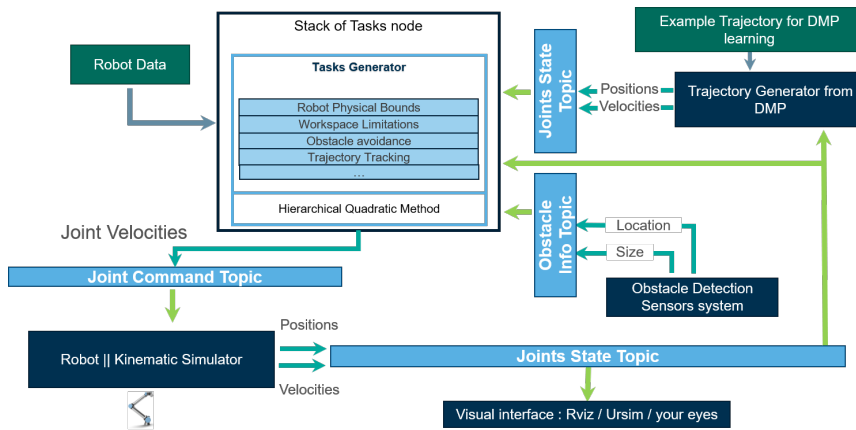 Stack of Tasks node
Example Trajectory for DMP
learning
Robot Data
Tasks Generator
Robot Physical Bounds
Workspace Limitations
Obstacle avoidance
Trajectory Tracking
...
Hierarchical Quadratic Method
Joints State
Topic
Positions
Velocities
Trajectory Generator from
DMP
Obstacle
Info Topic
Location
Size
Obstacle Detection
Sensors system
Joint Velocities
Joint Command Topic
Robot || Kinematic Simulator
Positions
Velocities
Joints State Topic
Visual interface : Rviz / Ursim / your eyes